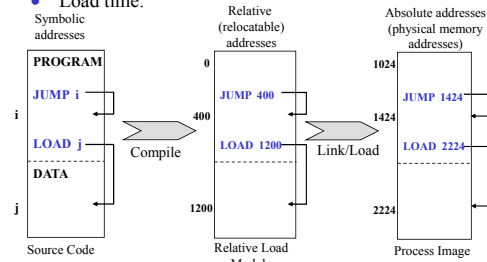 • Load time:
Symbolic
addresses
PROGRAM
JUMP i
i
LOAD j
DATA
j
Source Code
Compile
Relative
(relocatable)
addresses
0
JUMP 400
400
LOAD 1200
1200
Relative Load
Module
Link/Load
Absolute addresses
(physical memory
addresses)
1024
JUMP 1424
1424
LOAD 2224
2224
Process Image